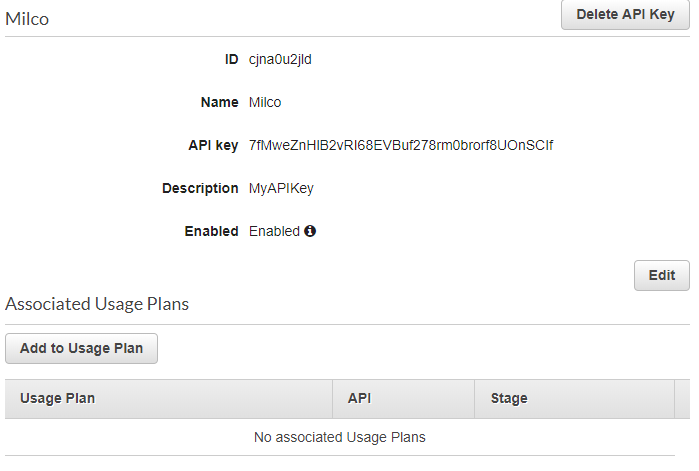 Milco
Delete API Key
ID cjna0u2jld
Name Milco
API key 7fMweZnHIB2vRI68EVBuf278rm0brorf8UOnSCIf
Description MyAPIKey
Enabled Enabled
Edit
Associated Usage Plans
Add to Usage Plan
Usage Plan API Stage
No associated Usage Plans